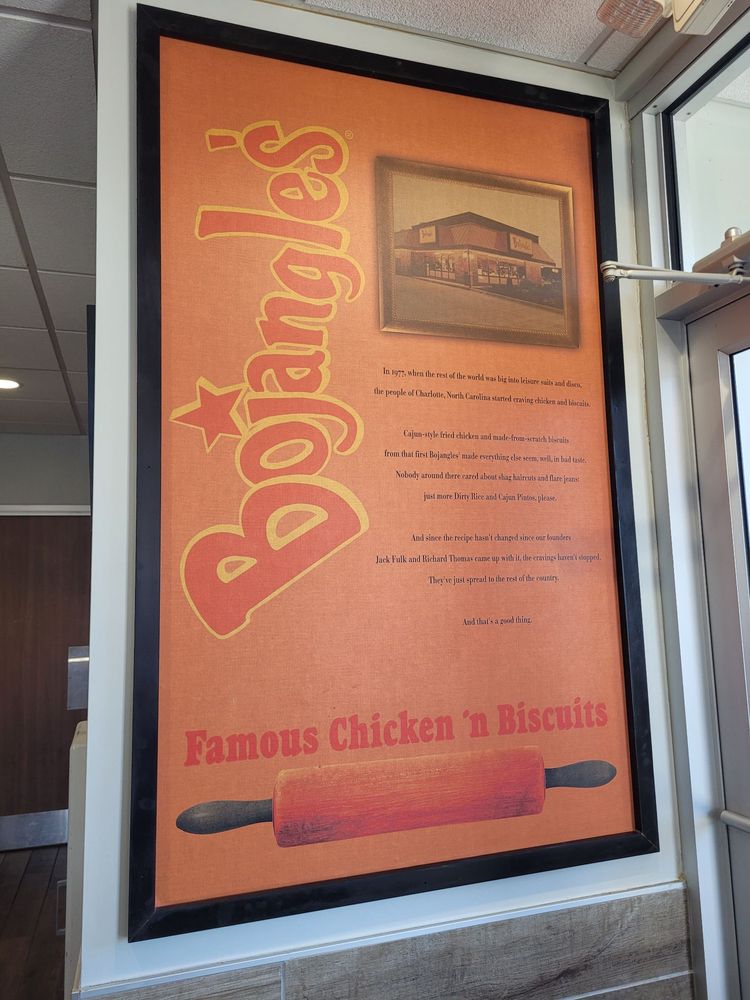 Bojangles'®
In 1977, when the rest of the world was big into leisure suits and disco,
the people of Charlotte, North Carolina started craving chicken and biscuits.
Cajun-style fried chicken and made-from-scratch biscuits
from that first Bojangles' made everything else seem, well, in bad taste.
Nobody around there cared about shag haircuts and flare jeans:
just more Dirty Rice and Cajun Pintos, please.
And since the recipe hasn't changed since our founders
Jack Fulk and Richard Thomas came up with it, the cravings haven't stopped.
They've just spread to the rest of the country.
And that's a good thing.
Famous Chicken 'n Biscuits